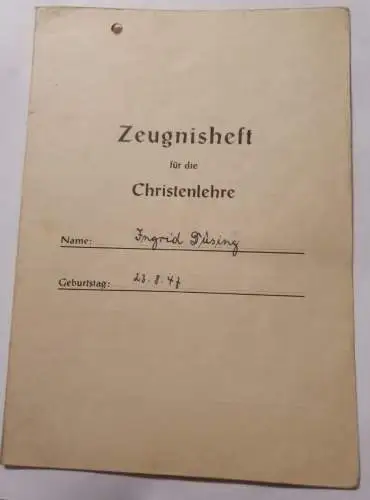 Zeugnisheft
für die
Christenlehre
Name: Ingrid Düsing
Geburtstag: 23.8.47